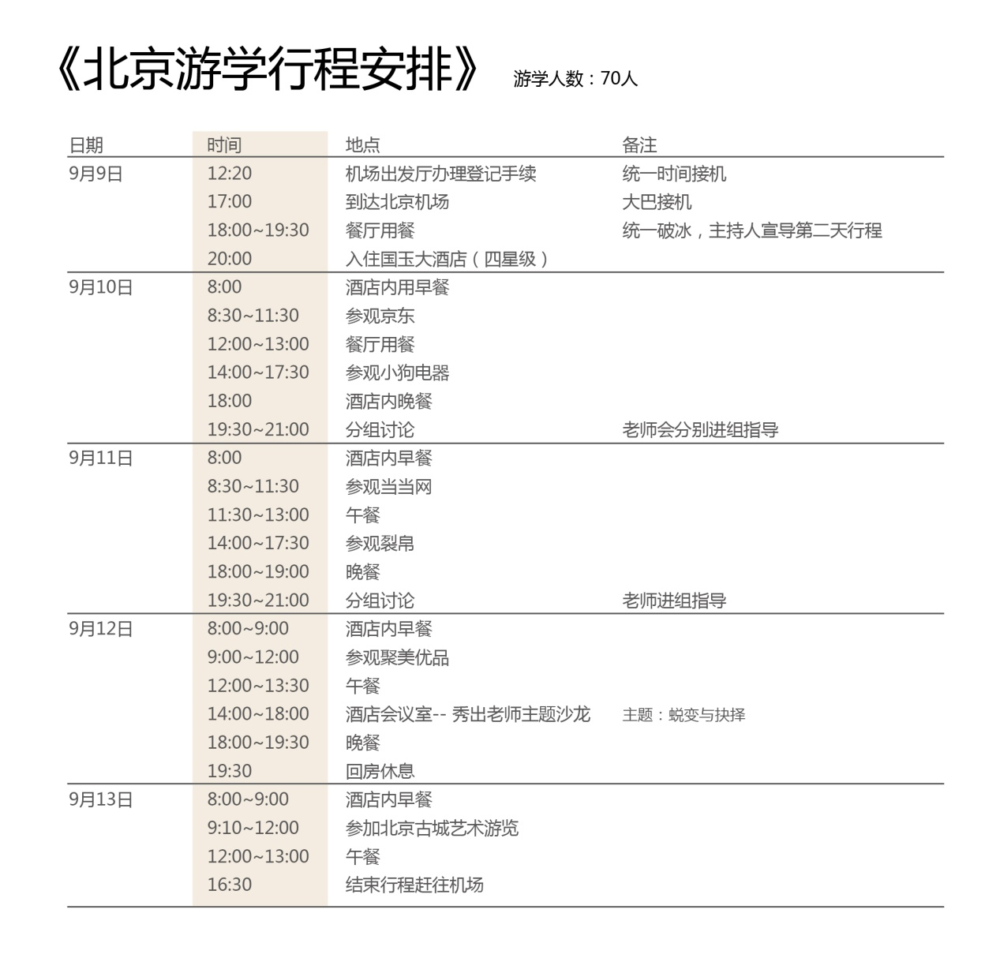 《北京游学行程安排》 游学人数：70人
日期 时间 地点 备注
9月9日 12:20 机场出发厅办理登记手续 统一时间接机
17:00 到达北京机场 大巴接机
18:00~19:30 餐厅用餐 统一破冰，主持人宣导第二天行程
20:00 入住国玉大酒店（四星级）
9月10日 8:00 酒店内用早餐
8:30~11:30 参观京东
12:00~13:00 餐厅用餐
14:00~17:30 参观小狗电器
18:00 酒店内晚餐
19:30~21:00 分组讨论 老师会分别进组指导
9月11日 8:00 酒店内早餐
8:30~11:30 参观当当网
11:30~13:00 午餐
14:00~17:30 参观裂帛
18:00~19:00 晚餐
19:30~21:00 分组讨论 老师进组指导
9月12日 8:00~9:00 酒店内早餐
9:00~12:00 参观聚美优品
12:00~13:30 午餐
14:00~18:00 酒店会议室-- 秀出老师主题沙龙 主题：蜕变与抉择
18:00~19:30 晚餐
19:30 回房休息
9月13日 8:00~9:00 酒店内早餐
9:10~12:00 参加北京古城艺术游览
12:00~13:00 午餐
16:30 结束行程赶往机场